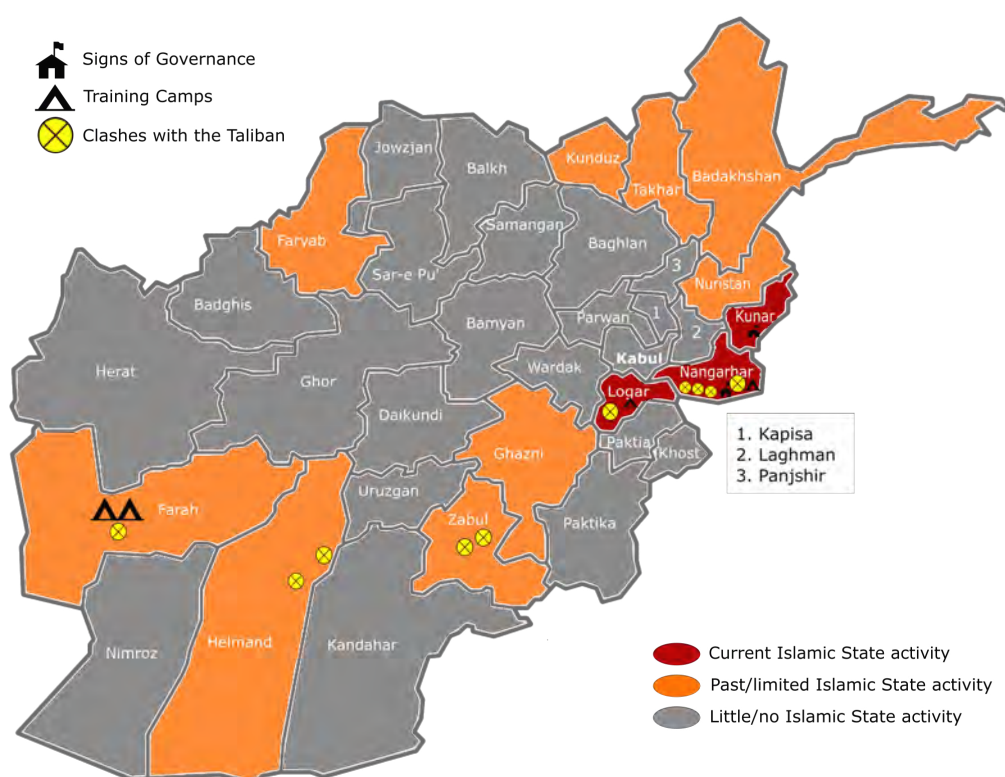 Signs of Governance
Training Camps
Clashes with the Taliban
Jowzjan
Balkh
Kunduz
Takhar
Badakhshan
Faryab
Samangan
Baghlan
Sar-e Pu'
3
Nuristan
Badghis
Bamyan
Parwan
1
2
Kunar
Herat
Ghor
Wardak
Kabul
Nangarhar
Logar
Daikundi
Paktia
Khost
1. Kapisa
2. Laghman
3. Panjshir
Ghazni
Farah
Uruzgan
Zabul
Paktika
Nimroz
Helmand
Kandahar
Current Islamic State activity
Past/limited Islamic State activity
Little/no Islamic State activity